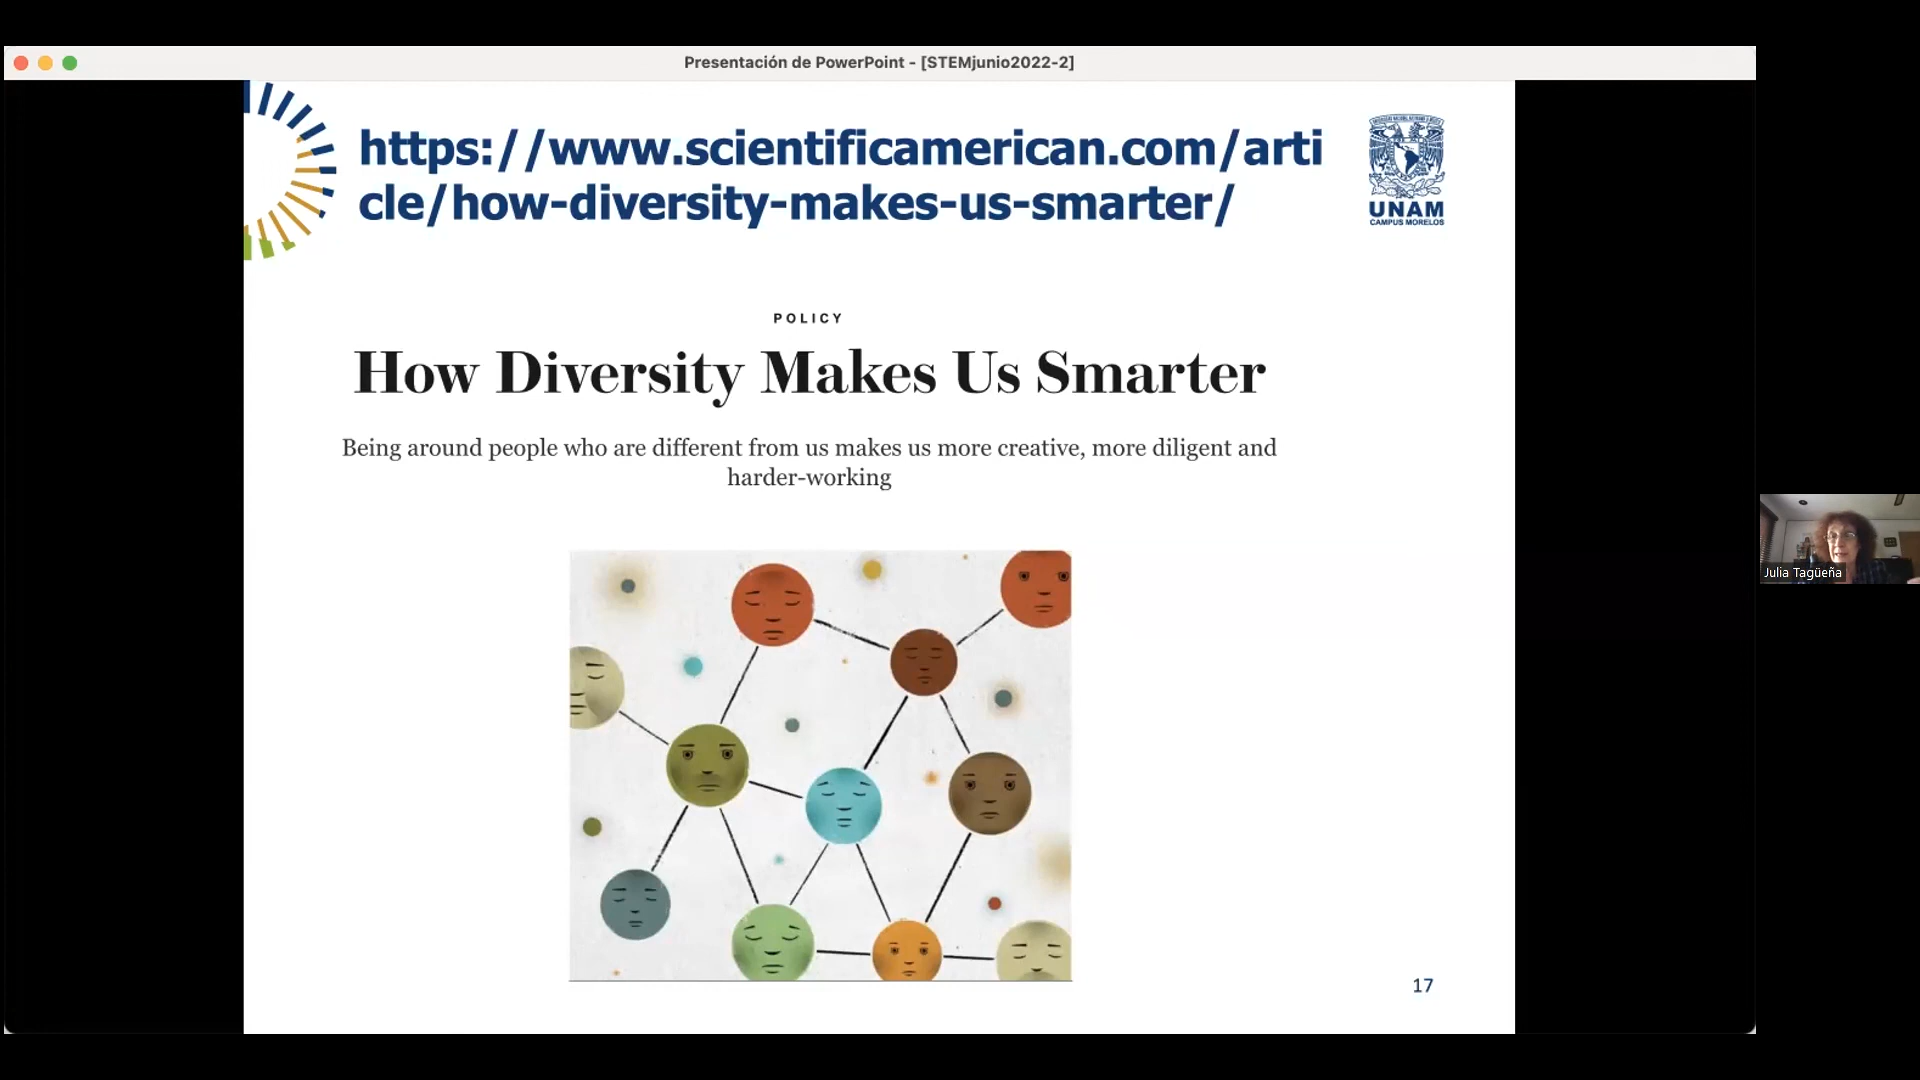 Presentación de PowerPoint - [STEMjunio2022-2]
https://www.scientificamerican.com/arti
cle/how-diversity-makes-us-smarter/
UNAM
CAMPUS MORELOS
POLICY
How Diversity Makes Us Smarter
Being around people who are different from us makes us more creative, more diligent and
harder-working
Julia Tagüeña
17